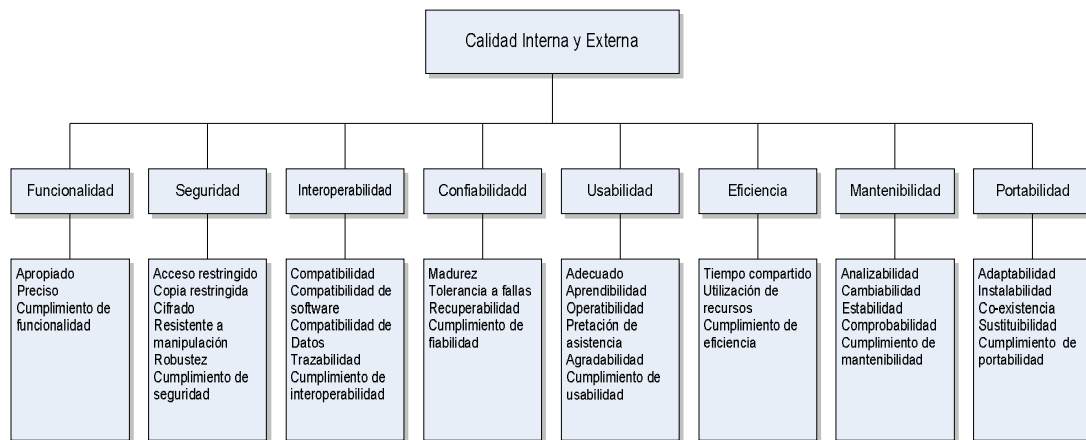 Calidad Interna y Externa
Funcionalidad
Seguridad
Interoperabilidad
Confiabilidadd
Usabilidad
Eficiencia
Mantenibilidad
Portabilidad
Apropiado
Preciso
Cumplimiento de
funcionalidad
Acceso restringido
Copia restringida
Cifrado
Resistente a
manipulación
Robustez
Cumplimiento de
seguridad
Compatibilidad
Compatibilidad de
software
Compatibilidad de
Datos
Trazabilidad
Cumplimiento de
interoperabilidad
Madurez
Tolerancia a fallas
Recuperabilidad
Cumplimiento de
fiabilidad
Adecuado
Aprendibilidad
Operatibilidad
Pretación de
asistencia
Agradabilidad
Cumplimiento de
usabilidad
Tiempo compartido
Utilización de
recursos
Cumplimiento de
eficiencia
Analizabilidad
Cambiabilidad
Estabilidad
Comprobabilidad
Cumplimiento de
mantenibilidad
Adaptabilidad
Instalabilidad
Co-existencia
Sustituibilidad
Cumplimiento de
portabilidad